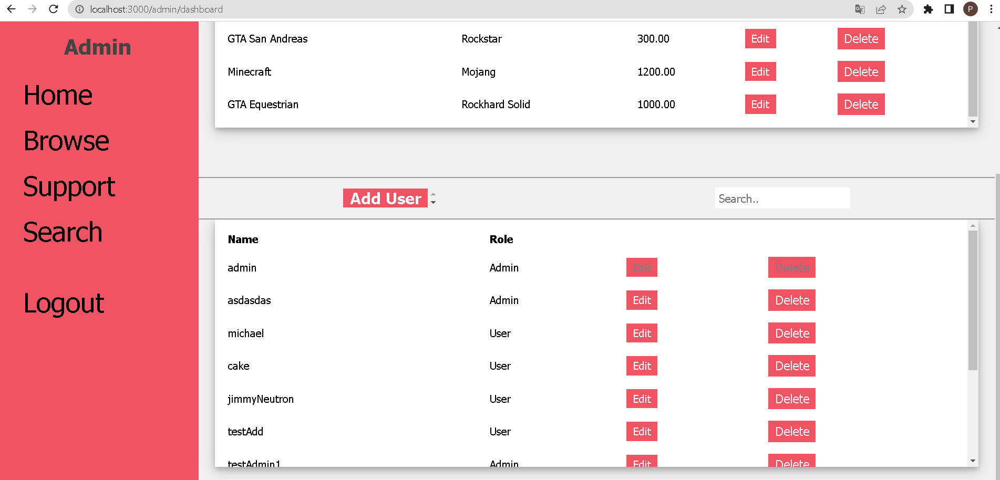 localhost:3000/admin/dashboard
P
Admin
Home
Browse
Support
Search
Logout
GTA San Andreas Rockstar 300.00 Edit Delete
Minecraft Mojang 1200.00 Edit Delete
GTA Equestrian Rockhard Solid 1000.00 Edit Delete
Add User Search..
Name Role
admin Admin Edit Delete
asdasdas Admin Edit Delete
michael User Edit Delete
cake User Edit Delete
jimmyNeutron User Edit Delete
testAdd User Edit Delete
testAdmin1 Admin Edit Delete